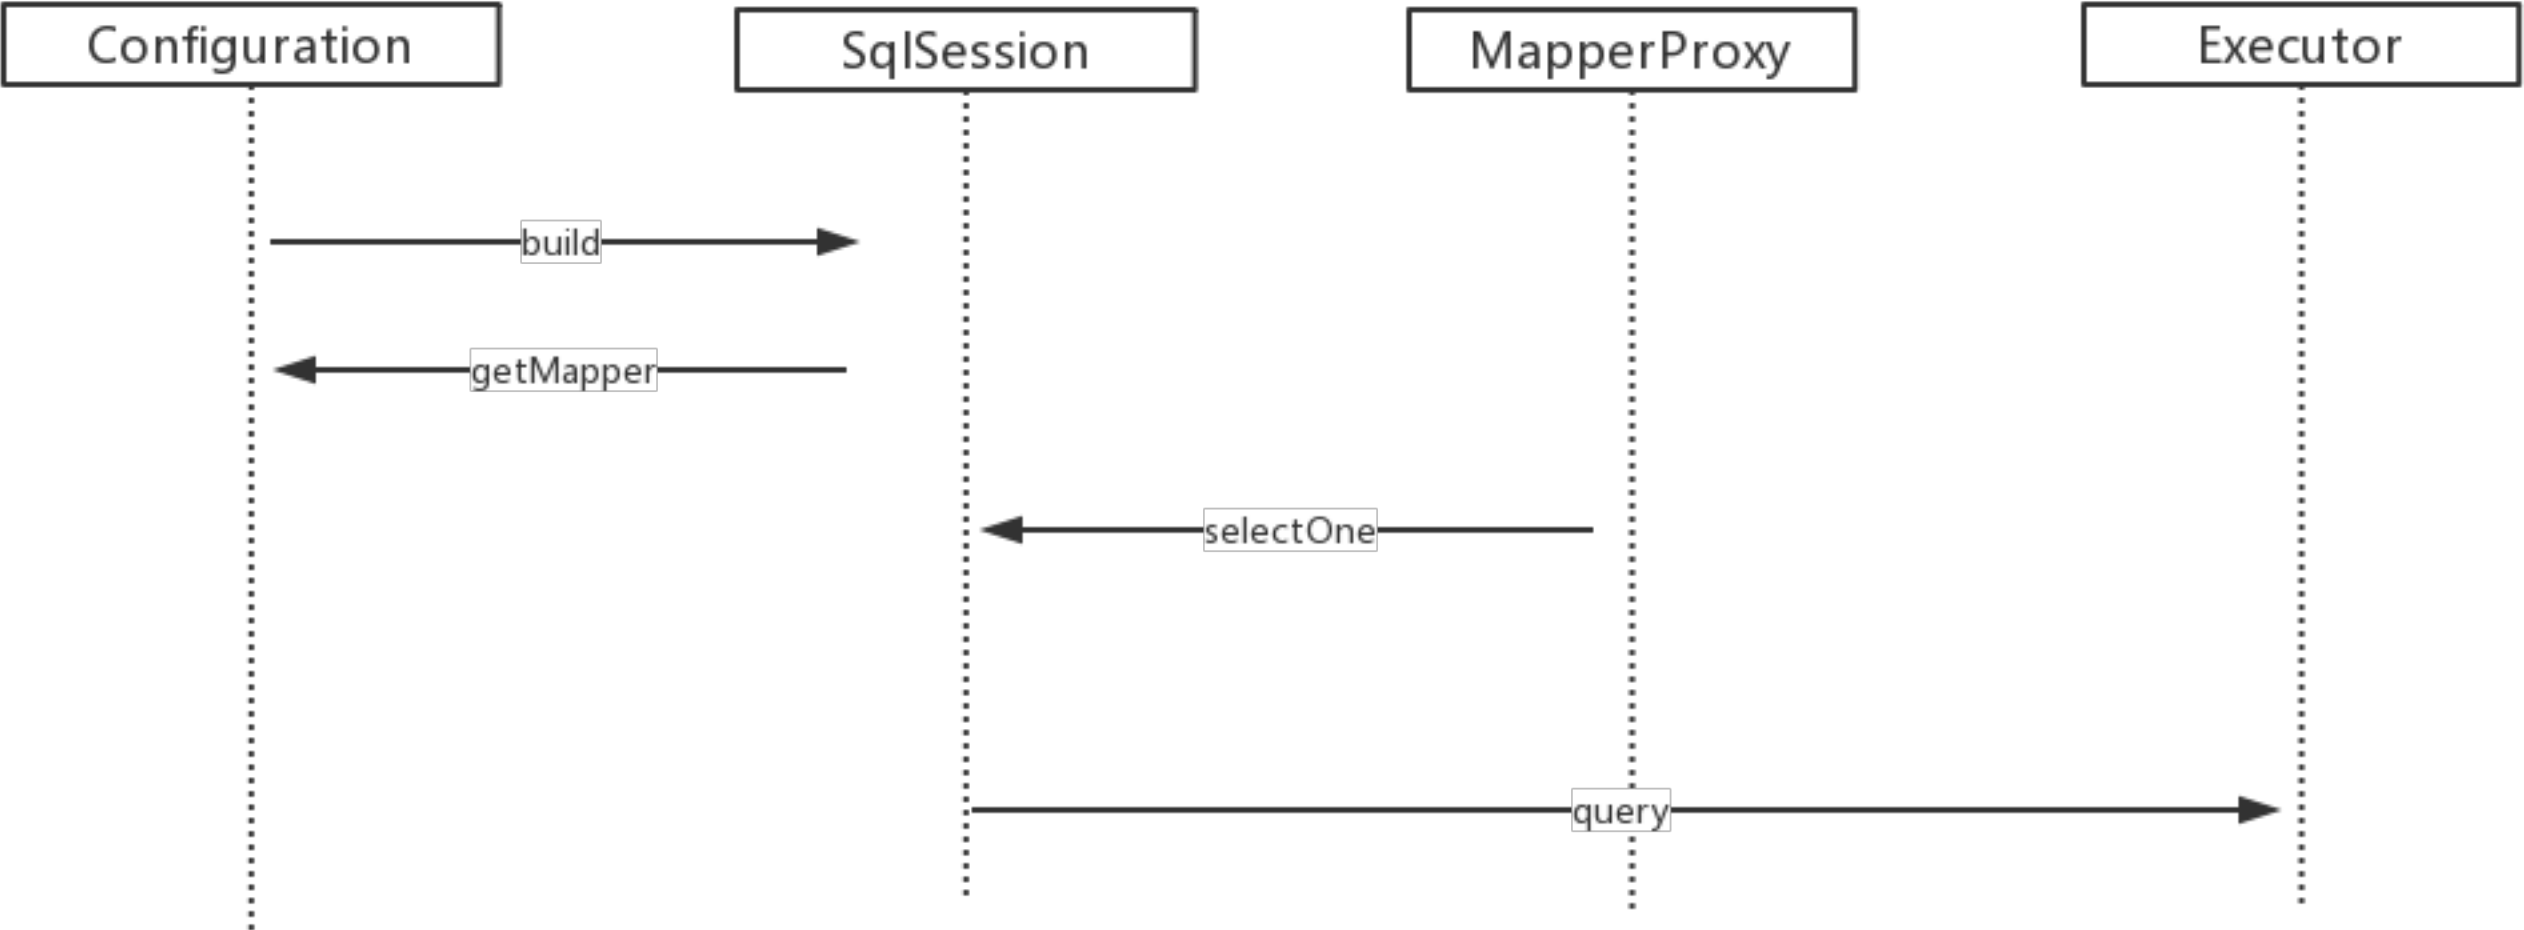 Configuration
SqlSession
MapperProxy
Executor
build
getMapper
selectOne
query